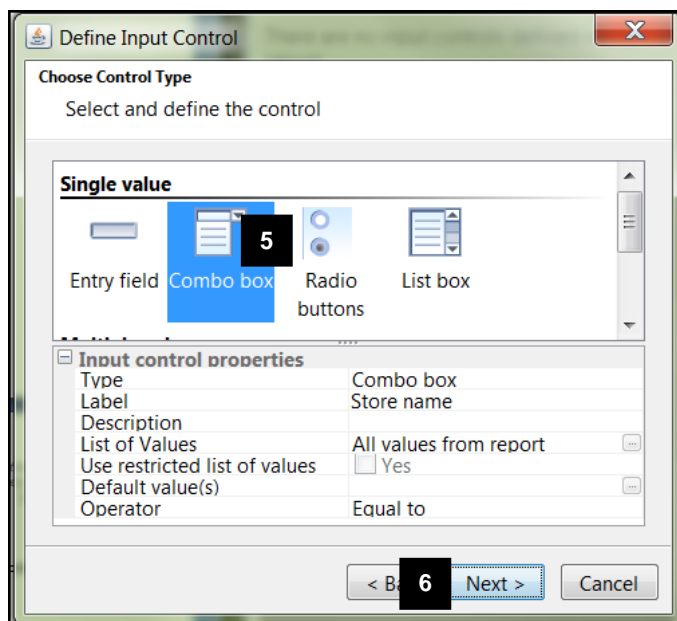 Define Input Control
Choose Control Type
Select and define the control
Single value
5
Entry field Combo box Radio buttons List box
Input control properties
Type Combo box
Label Store name
Description
List of Values All values from report
Use restricted list of values Yes
Default value(s)
Operator Equal to
6
< Ba Next > Cancel